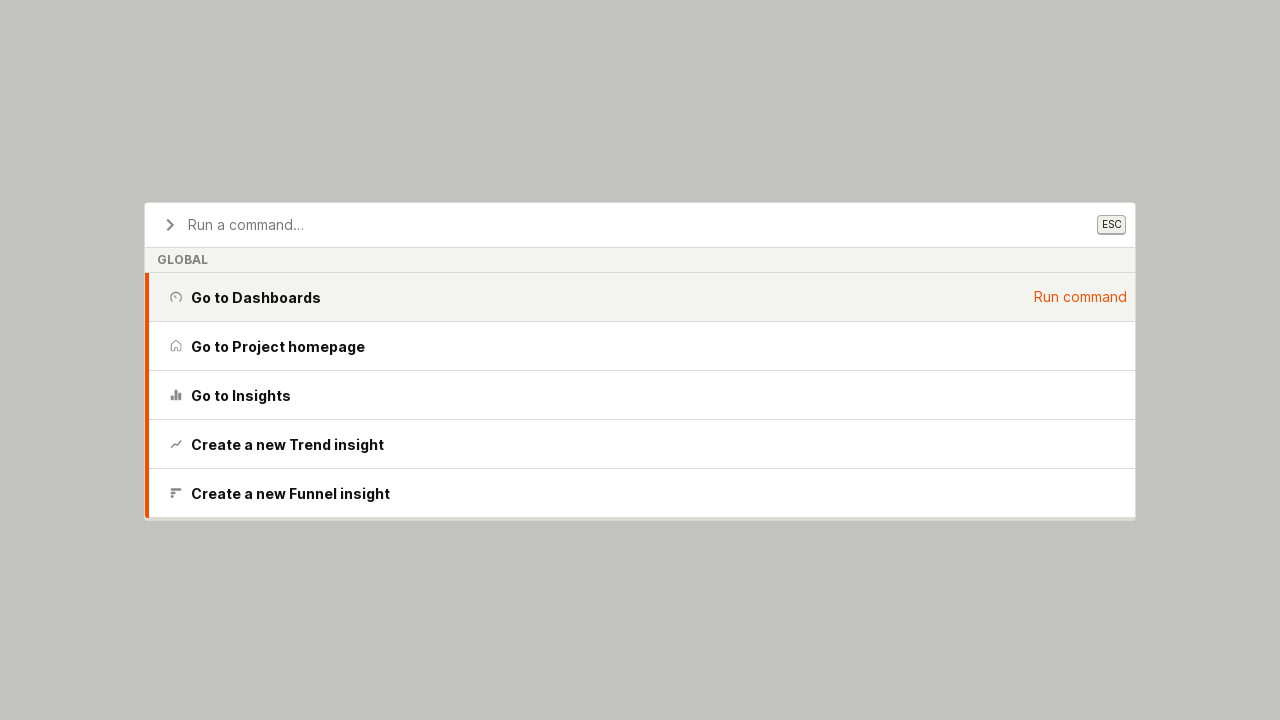 Run a command...
ESC
GLOBAL
Go to Dashboards
Run command
Go to Project homepage
Go to Insights
Create a new Trend insight
Create a new Funnel insight